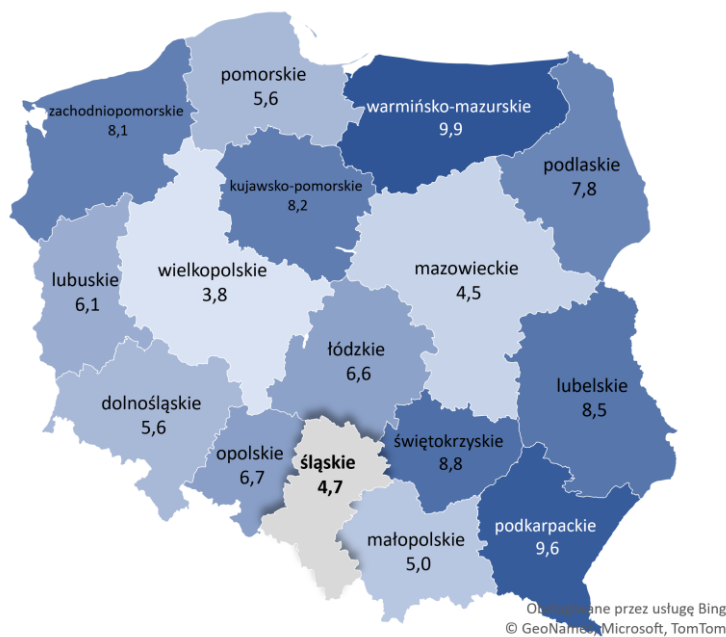 pomorskie
5,6
warmińsko-mazurskie
9,9
zachodniopomorskie
8,1
podlaskie
7,8
kujawsko-pomorskie
8,2
wielkopolskie
3,8
mazowieckie
4,5
lubuskie
6,1
łódzkie
6,6
lubelskie
8,5
dolnośląskie
5,6
świętokrzyskie
8,8
opolskie
6,7
śląskie
4,7
podkarpackie
9,6
małopolskie
5,0
przez usługę Bing
© GeoNames, Microsoft, TomTom